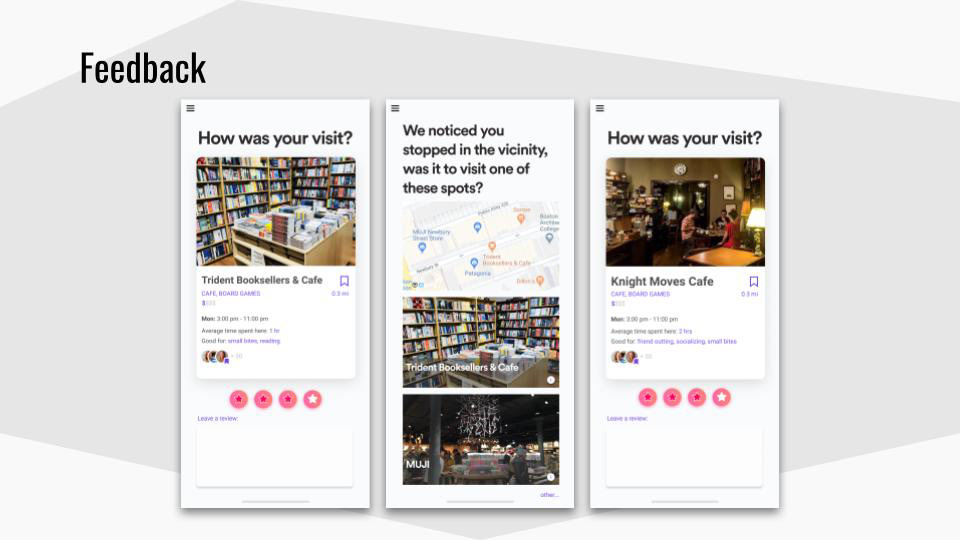 Feedback
How was your visit?
Trident Booksellers & Cafe
CAFE, BOARD GAMES 0.3 mi
$$$$
Mon: 3:00 pm - 11:00 pm
Average time spent here: 1 hr
Good for: small bites, reading
+ 30
Leave a review:
We noticed you
stopped in the vicinity,
was it to visit one of
these spots?
Boston
MUJI Newbury
Street Store
Archite
College
Trident
Booksellers & Cafe
Newbury St
Patagonia
Dillon's
Trident Booksellers & Cafe
MUJI
other...
How was your visit?
Knight Moves Cafe
CAFE, BOARD GAMES 0.3 mi
$$$$
Mon: 3:00 pm - 11:00 pm
Average time spent here: 2 hrs
Good for: friend outting, socializing, small bites
Leave a review: